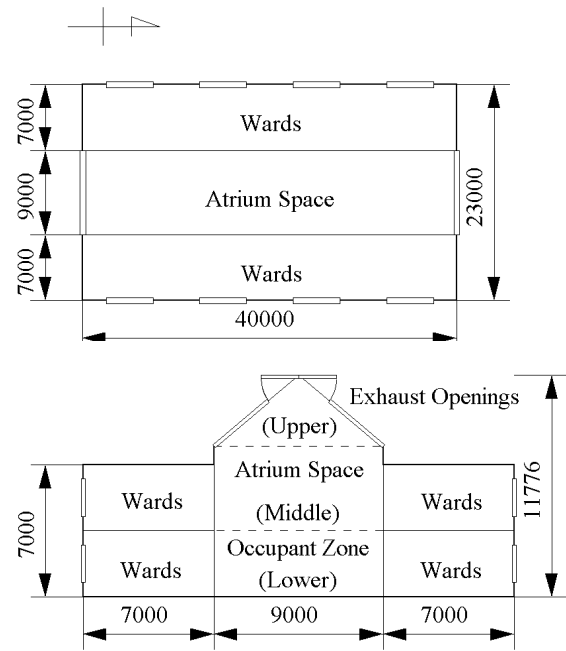 7000
Wards
9000
Atrium Space
23000
7000
Wards
40000
Exhaust Openings
(Upper)
Atrium Space
11776
7000
Wards
(Middle)
Wards
Occupant Zone
Wards
(Lower)
Wards
7000
9000
7000